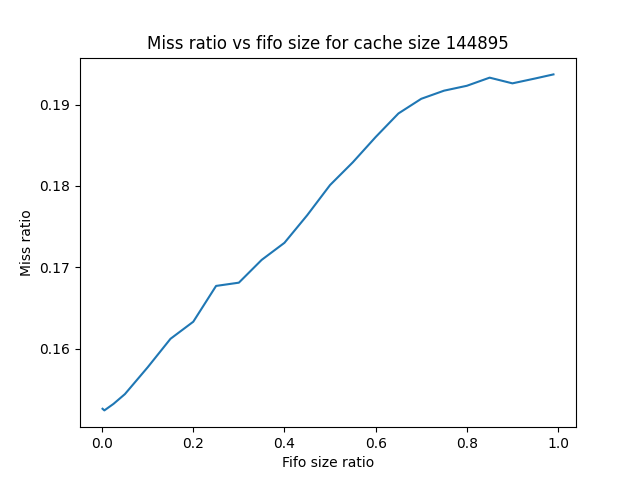 Miss ratio vs fifo size for cache size 144895
Miss ratio
0.19
0.18
0.17
0.16
0.0 0.2 0.4 0.6 0.8 1.0
Fifo size ratio